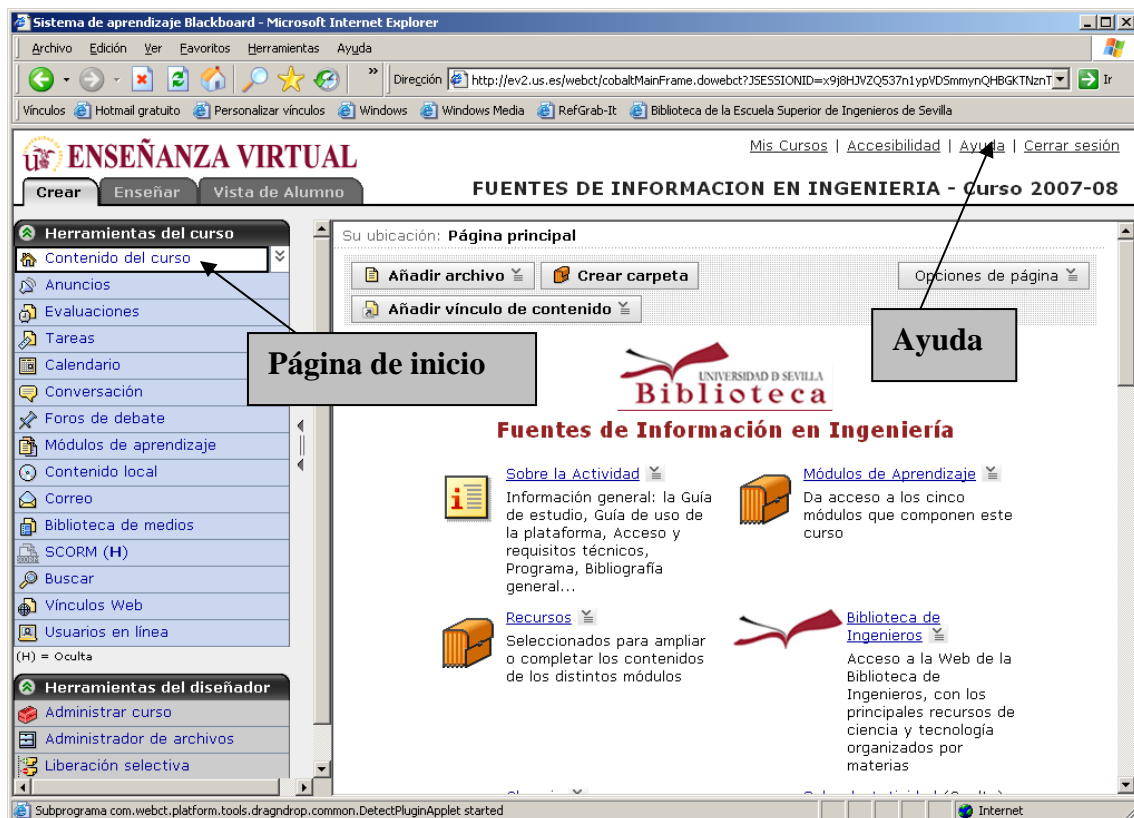 Sistema de aprendizaje Blackboard - Microsoft Internet Explorer
Archivo Edición Ver Favoritos Herramientas Ayuda
» Dirección http://ev2.us.es/webct/cobaltMainFrame.dowebct?JSESSIONID=x9j8HJVZQ537n1ypVDSmmynQHBGKTNznT Ir
Vínculos Hotmail gratuito Personalizar vínculos Windows Windows Media RefGrab-It Biblioteca de la Escuela Superior de Ingenieros de Sevilla
ENSEÑANZA VIRTUAL
Mis Cursos | Accesibilidad | Ayuda | Cerrar sesión
Crear Enseñar Vista de Alumno
FUENTES DE INFORMACION EN INGENIERIA - Curso 2007-08
Herramientas del curso
Contenido del curso
Anuncios
Evaluaciones
Tareas
Calendario
Conversación
Foros de debate
Módulos de aprendizaje
Contenido local
Correo
Biblioteca de medios
SCORM (H)
Buscar
Vínculos Web
Usuarios en línea
(H) = Oculta
Herramientas del diseñador
Administrar curso
Administrador de archivos
Liberación selectiva
Su ubicación: Página principal
Añadir archivo Crear carpeta Opciones de página
Añadir vínculo de contenido
Página de inicio
Ayuda
UNIVERSIDAD D SEVILLA
Biblioteca
Fuentes de Información en Ingeniería
Sobre la Actividad
Información general: la Guía
de estudio, Guía de uso de
la plataforma, Acceso y
requisitos técnicos,
Programa, Bibliografía
general...
Módulos de Aprendizaje
Da acceso a los cinco
módulos que componen este
curso
Recursos
Seleccionados para ampliar
o completar los contenidos
de los distintos módulos
Biblioteca de
Ingenieros
Acceso a la Web de la
Biblioteca de
Ingenieros, con los
principales recursos de
ciencia y tecnología
organizados por
materias
Subprograma com.webct.platform.tools.dragndrop.common.DetectPluginApplet started
Internet